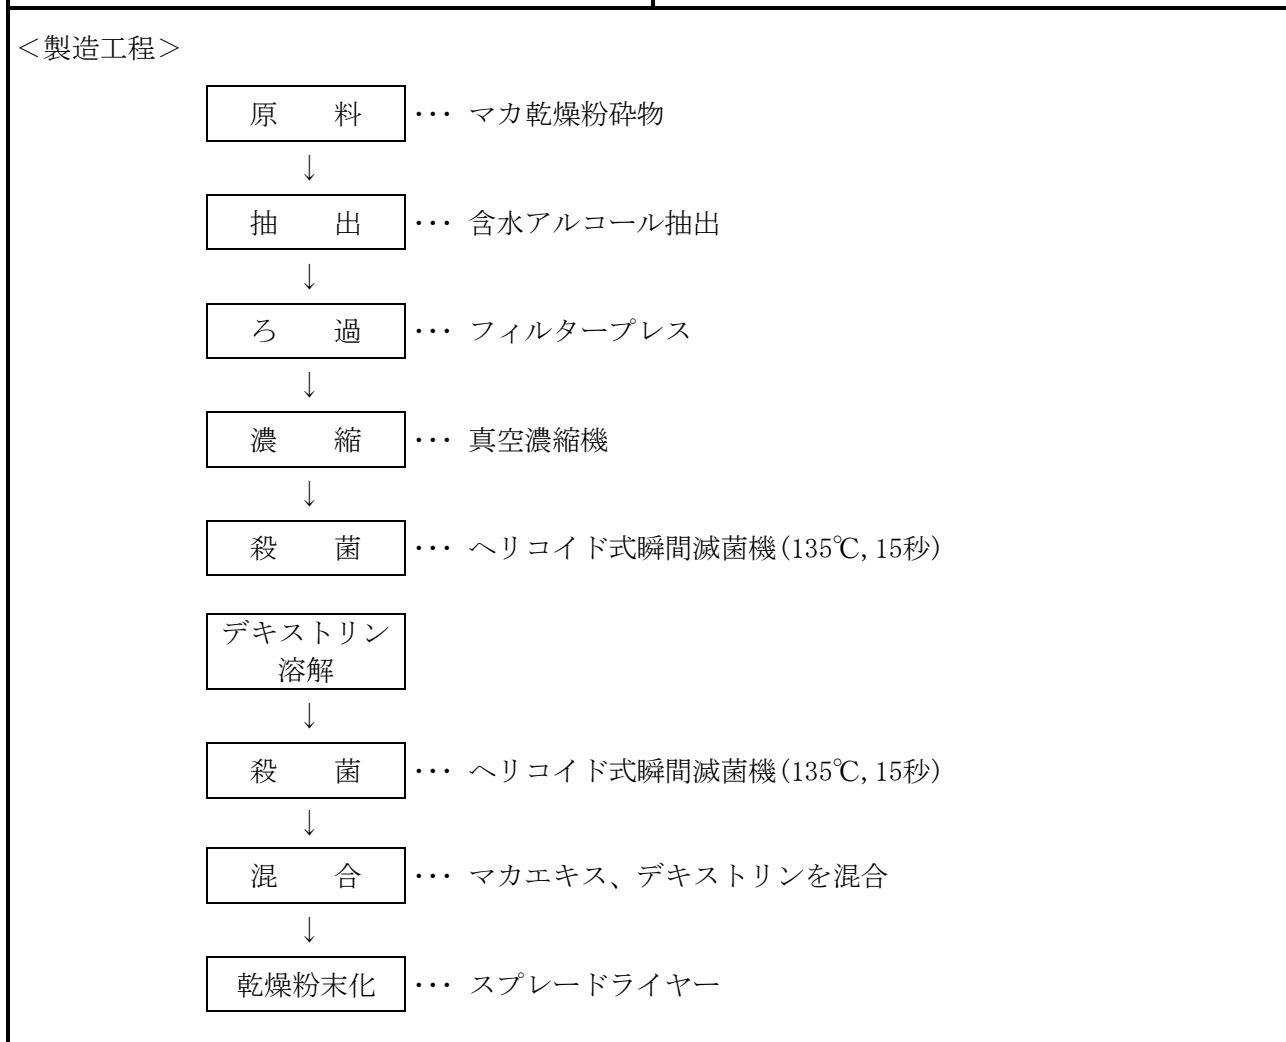 ＜製造工程＞
原　　料 ··· マカ乾燥粉砕物
↓
抽　　出 ··· 含水アルコール抽出
↓
ろ　　過 ··· フィルタープレス
↓
濃　　縮 ··· 真空濃縮機
↓
殺　　菌 ··· ヘリコイド式瞬間滅菌機(135℃,15秒)
デキストリン
溶解
↓
殺　　菌 ··· ヘリコイド式瞬間滅菌機(135℃,15秒)
↓
混　　合 ··· マカエキス、デキストリンを混合
↓
乾燥粉末化 ··· スプレードライヤー